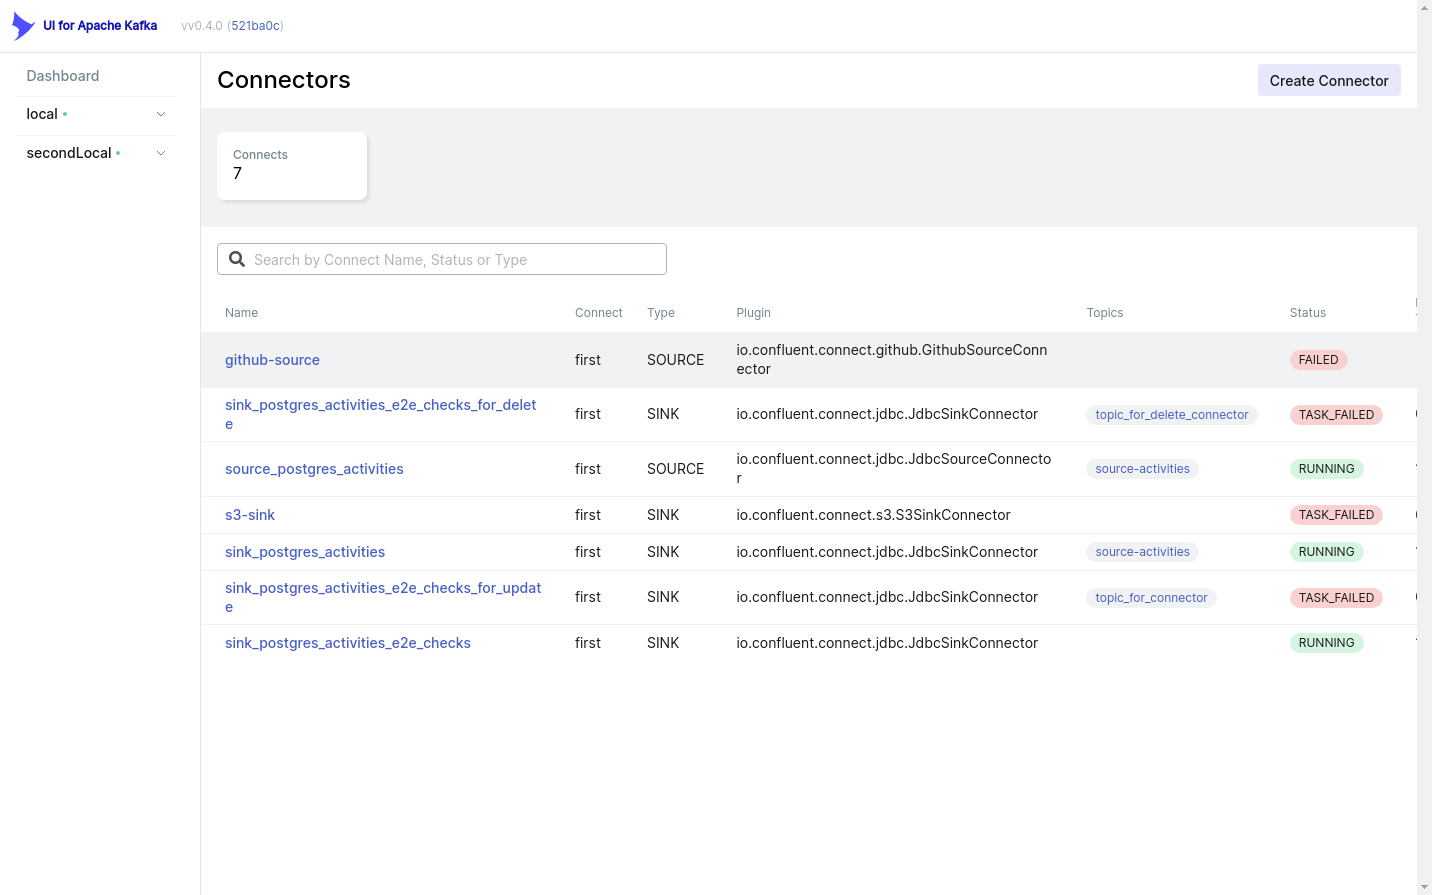 UI for Apache Kafka vv0.4.0 (521ba0c)
Dashboard
local
secondLocal
Connectors
Create Connector
Connects
7
Search by Connect Name, Status or Type
Name Connect Type Plugin Topics Status
github-source first SOURCE io.confluent.connect.github.GithubSourceConn
ector FAILED
sink_postgres_activities_e2e_checks_for_delet
e first SINK io.confluent.connect.jdbc.JdbcSinkConnector topic_for_delete_connector TASK_FAILED
source_postgres_activities first SOURCE io.confluent.connect.jdbc.JdbcSourceConnecto
r source-activities RUNNING
s3-sink first SINK io.confluent.connect.s3.S3SinkConnector TASK_FAILED
sink_postgres_activities first SINK io.confluent.connect.jdbc.JdbcSinkConnector source-activities RUNNING
sink_postgres_activities_e2e_checks_for_updat
e first SINK io.confluent.connect.jdbc.JdbcSinkConnector topic_for_connector TASK_FAILED
sink_postgres_activities_e2e_checks first SINK io.confluent.connect.jdbc.JdbcSinkConnector RUNNING